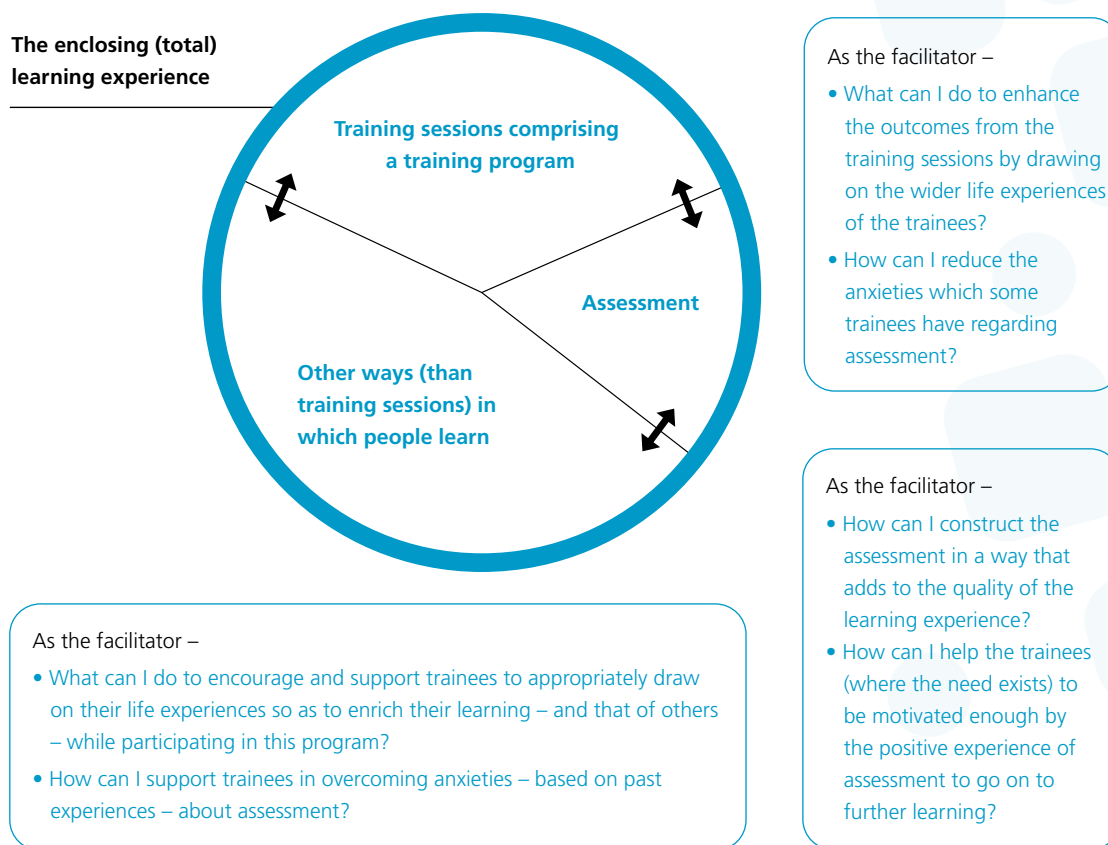 The enclosing (total)
learning experience
Training sessions comprising
a training program
Assessment
Other ways (than
training sessions) in
which people learn
As the facilitator –
• What can I do to enhance
the outcomes from the
training sessions by drawing
on the wider life experiences
of the trainees?
• How can I reduce the
anxieties which some
trainees have regarding
assessment?
As the facilitator –
• How can I construct the
assessment in a way that
adds to the quality of the
learning experience?
• How can I help the trainees
(where the need exists) to
be motivated enough by
the positive experience of
assessment to go on to
further learning?
As the facilitator –
• What can I do to encourage and support trainees to appropriately draw
on their life experiences so as to enrich their learning – and that of others
– while participating in this program?
• How can I support trainees in overcoming anxieties – based on past
experiences – about assessment?